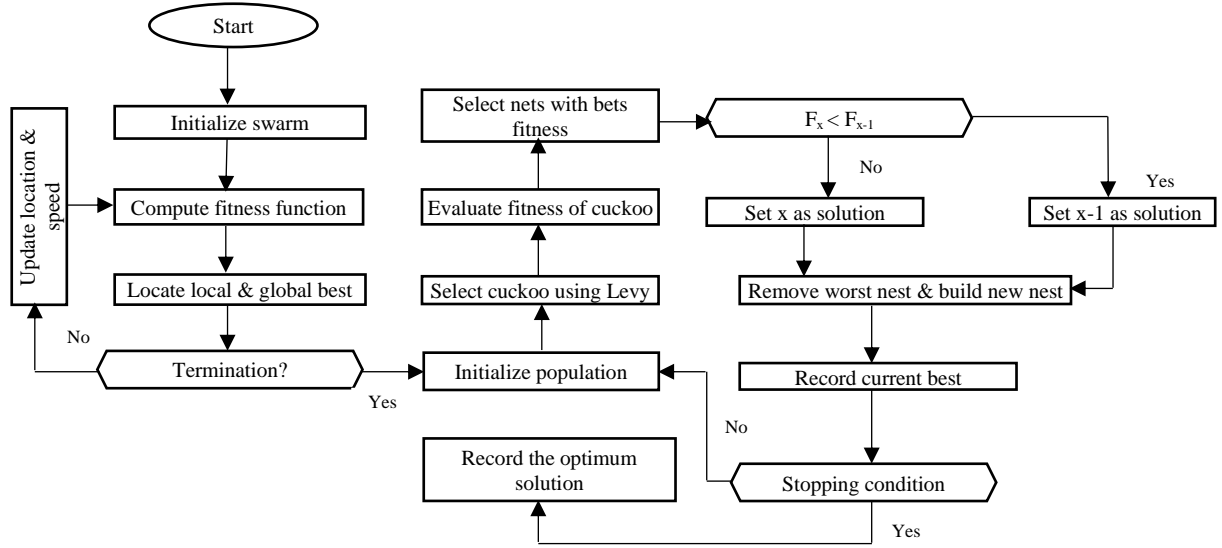 Start
Initialize swarm
Compute fitness function
Update location &
speed
Locate local & global best
No
Termination?
Yes
Initialize population
Select cuckoo using Levy
Evaluate fitness of cuckoo
Select nets with bets
fitness
Fx < Fx-1
No
Yes
Set x as solution
Set x-1 as solution
Remove worst nest & build new nest
Record current best
No
Stopping condition
Yes
Record the optimum
solution